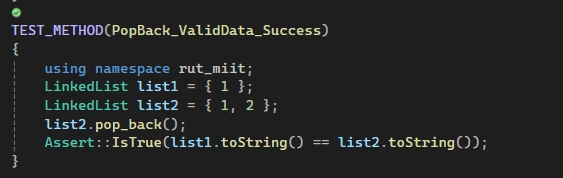 TEST_METHOD(PopBack_ValidData_Success)
{
using namespace rut_miit;
LinkedList list1 = { 1 };
LinkedList list2 = { 1, 2 };
list2.pop_back();
Assert::IsTrue(list1.toString() == list2.toString());
}